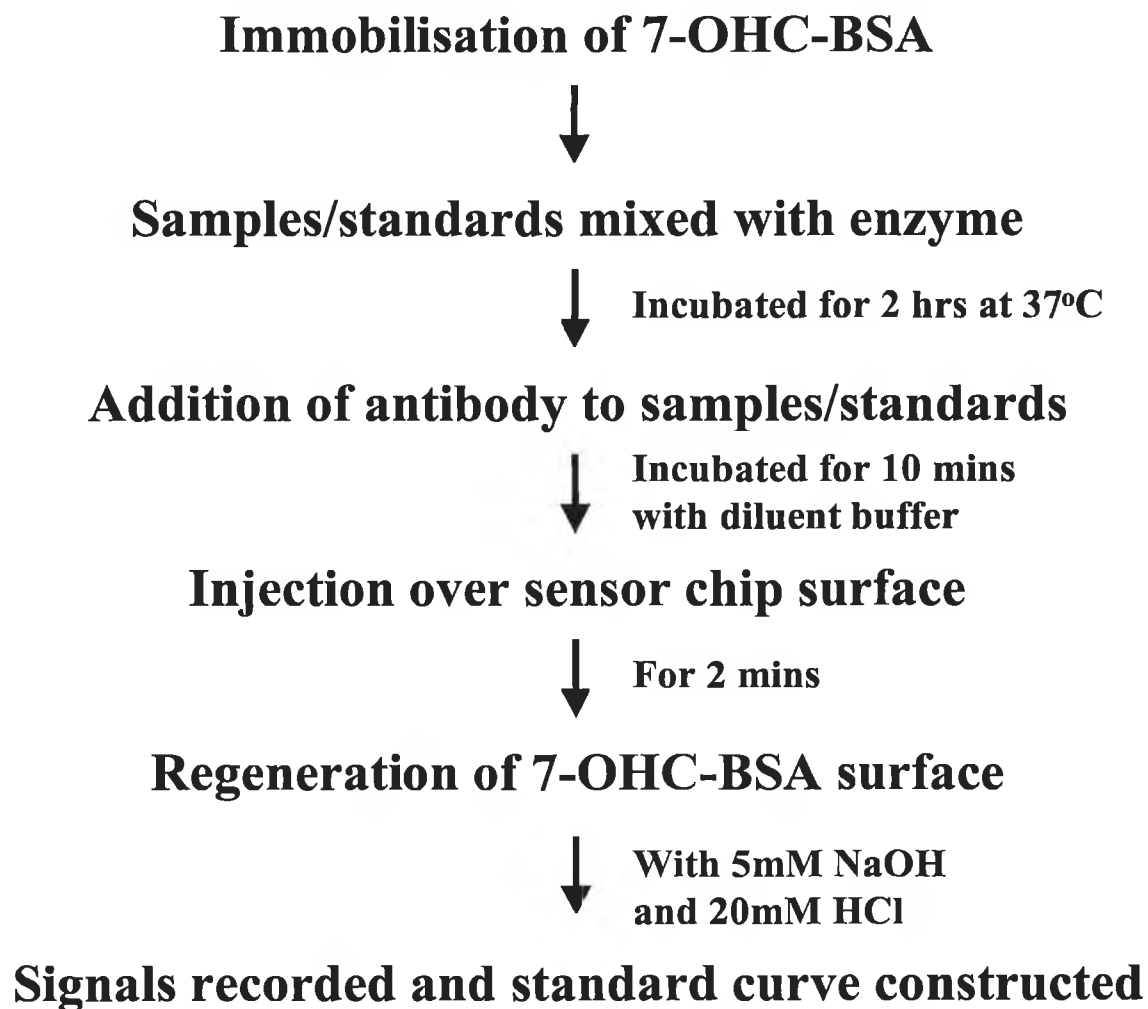 Immobilisation of 7-OHC-BSA
Samples/standards mixed with enzyme
Incubated for 2 hrs at 37°C
Addition of antibody to samples/standards
Incubated for 10 mins
with diluent buffer
Injection over sensor chip surface
For 2 mins
Regeneration of 7-OHC-BSA surface
With 5mM NaOH
and 20mM HCl
Signals recorded and standard curve constructed